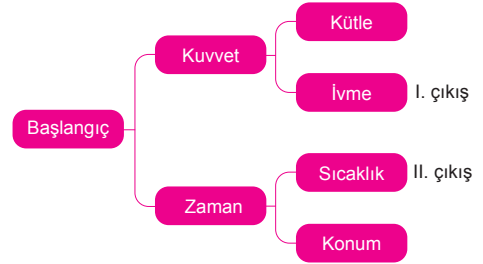 Kütle
Kuvvet
İvme I. çıkış
Başlangıç
Sıcaklık II. çıkış
Zaman
Konum